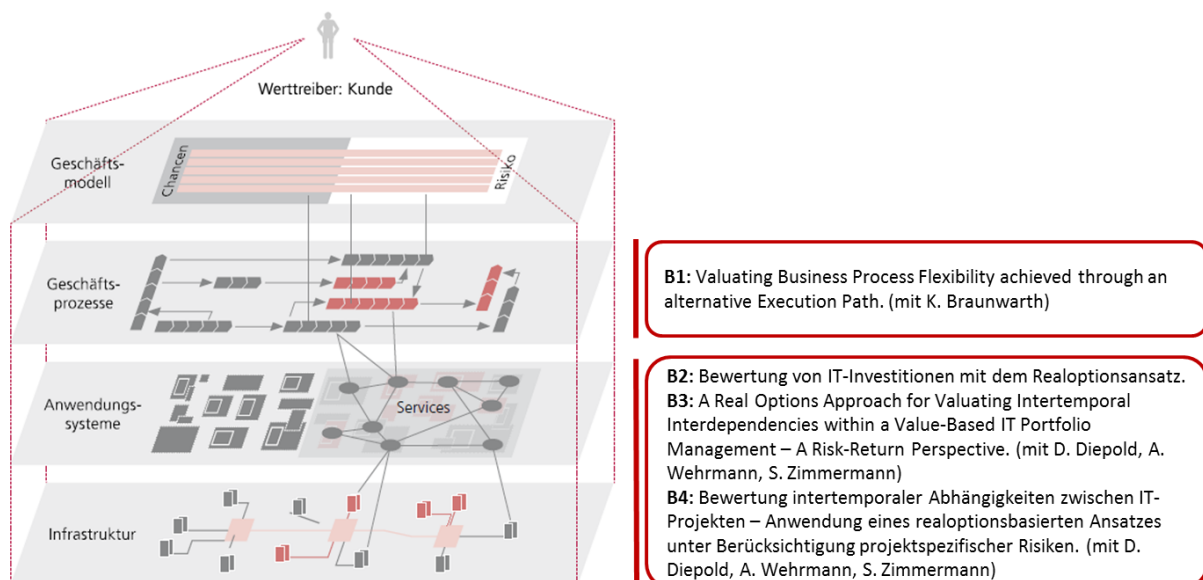 Werttreiber: Kunde
Geschäfts-
modell
Chancen
Risiko
Geschäfts-
prozesse
B1: Valuating Business Process Flexibility achieved through an
alternative Execution Path. (mit K. Braunwarth)
Anwendungs-
systeme
Services
B2: Bewertung von IT-Investitionen mit dem Realoptionsansatz.
B3: A Real Options Approach for Valuating Intertemporal
Interdependencies within a Value-Based IT Portfolio
Management – A Risk-Return Perspective. (mit D. Diepold, A.
Wehrmann, S. Zimmermann)
B4: Bewertung intertemporaler Abhängigkeiten zwischen IT-
Projekten – Anwendung eines realoptionsbasierten Ansatzes
unter Berücksichtigung projektspezifischer Risiken. (mit D.
Diepold, A. Wehrmann, S. Zimmermann)
Infrastruktur